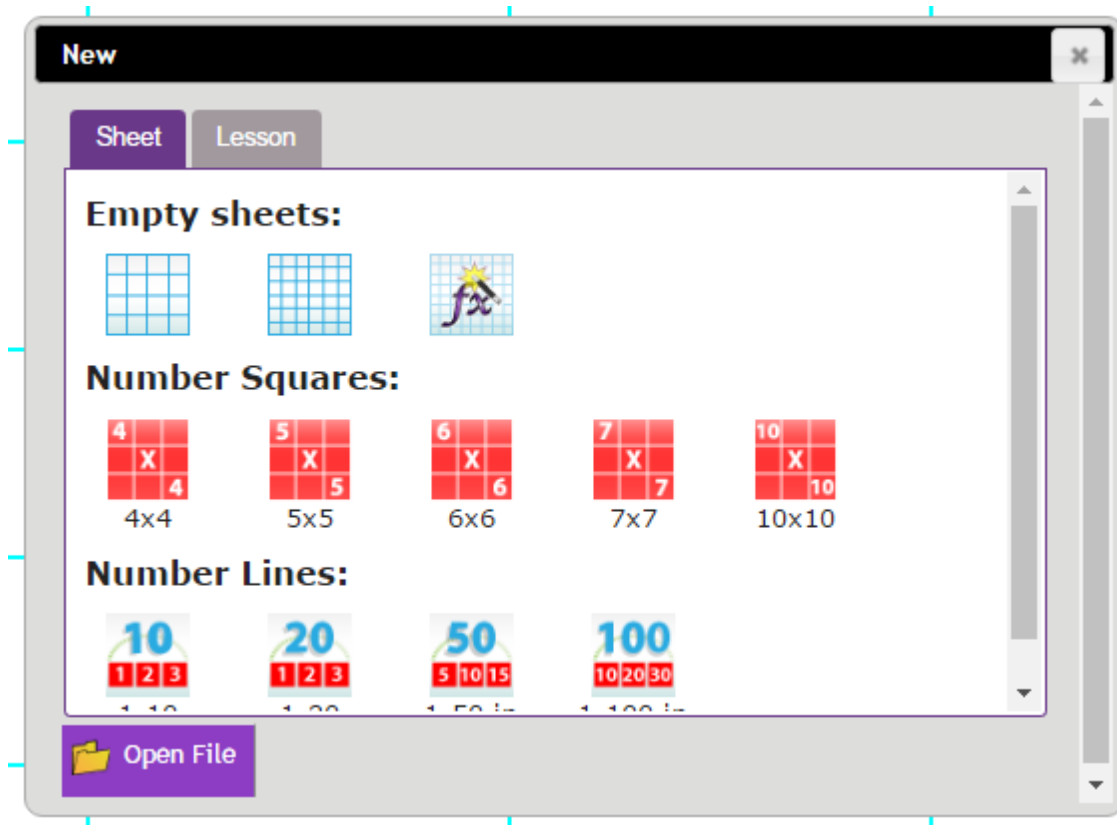 New
Sheet Lesson
Empty sheets:
fx
Number Squares:
4 X 4 5 X 5 6 X 6 7 X 7 10 X 10
4x4 5x5 6x6 7x7 10x10
Number Lines:
10 20 50 100
1 2 3 1 2 3 5 10 15 10 20 30
Open File